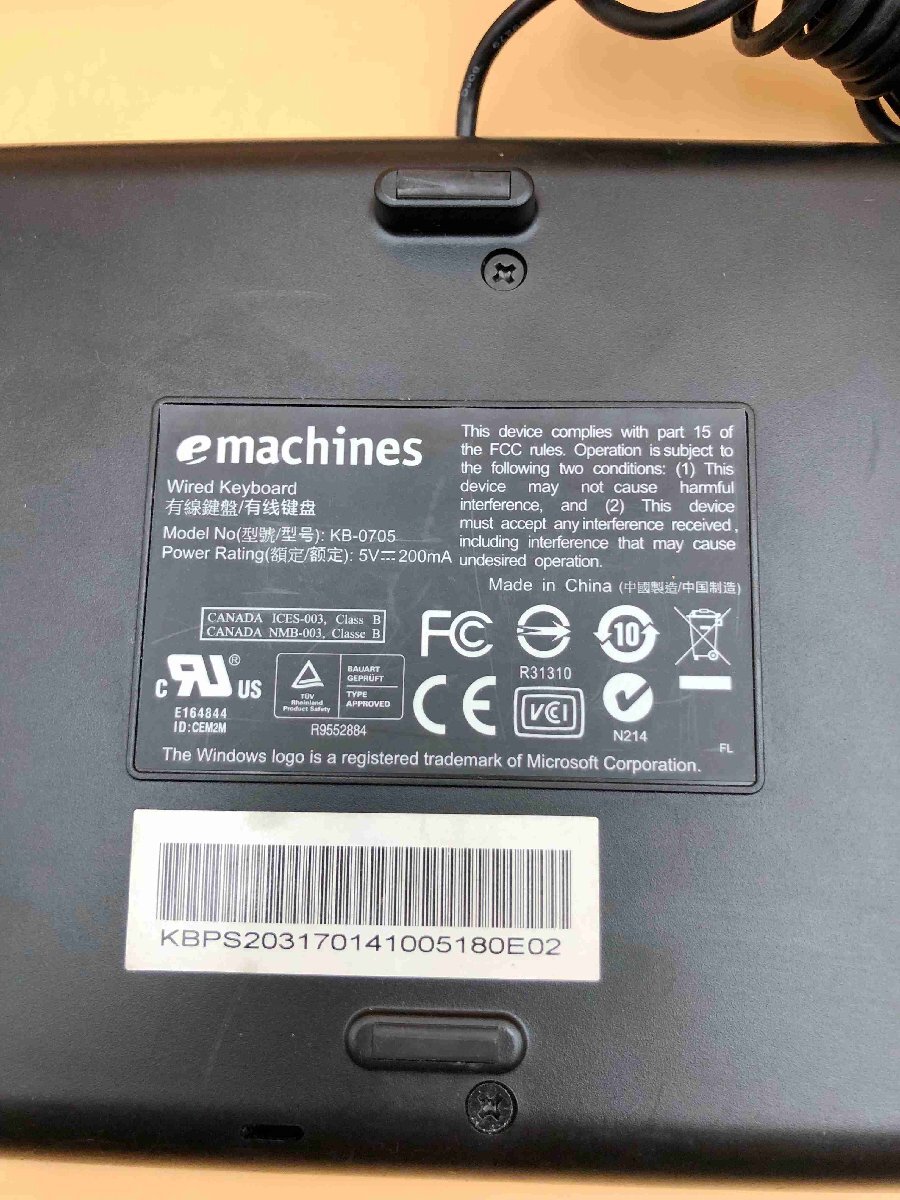 emachines
Wired Keyboard
有線鍵盤/有线键盘
Model No(型號/型号): KB-0705
Power Rating(額定/额定): 5V⎓200mA
This device complies with part 15 of
the FCC rules. Operation is subject to
the following two conditions: (1) This
device may not cause harmful
interference, and (2) This device
must accept any interference received,
including interference that may cause
undesired operation.
Made in China (中國製造/中国制造)
CANADA ICES-003, Class B
CANADA NMB-003, Classe B
FC
10
R31310
c RU ® US
E164844
ID:CEM2M
TÜV
Rheinland
Product Safety
BAUART
GEPRÜFT
TYPE
APPROVED
R9552884
CE
VCI
N214
FL
The Windows logo is a registered trademark of Microsoft Corporation.
KBPS203170141005180E02